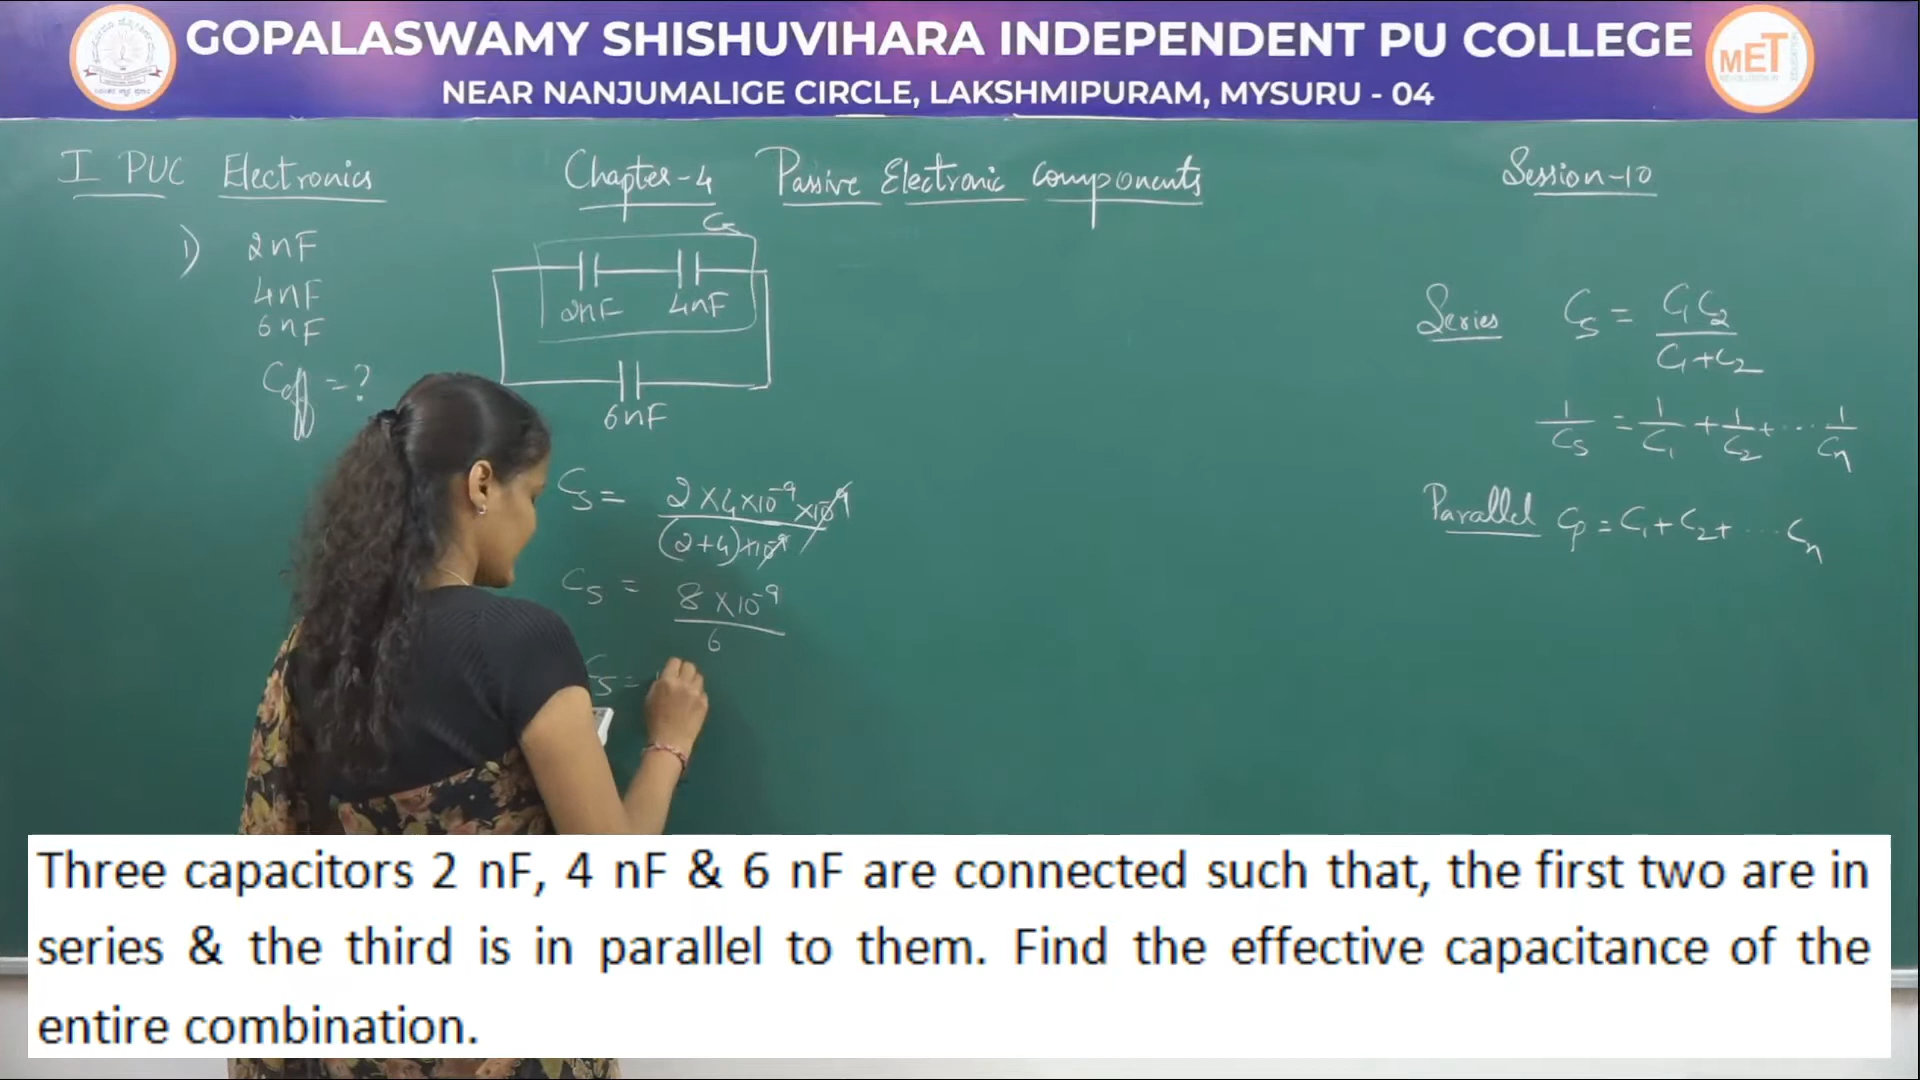 GOPALASWAMY SHISHUVIHARA INDEPENDENT PU COLLEGE
NEAR NANJUMALIGE CIRCLE, LAKSHMIPURAM, MYSURU - 04
MET
I PUC Electronics
Chapter-4 Passive Electronic components
Session-10
1) 2nF
4nF
6nF
Ceff = ?
Cs
2nF 4nF
6nF
Cs = 2×4×10⁻⁹×10⁻⁹ / (2+4)×10⁻⁹
Cs = 8×10⁻⁹ / 6
Cs =
Series Cs = C1C2 / C1+C2
1/Cs = 1/C1 + 1/C2 + ... 1/Cn
Parallel Cp = C1+C2+ ... Cn
Three capacitors 2 nF, 4 nF & 6 nF are connected such that, the first two are in
series & the third is in parallel to them. Find the effective capacitance of the
entire combination.